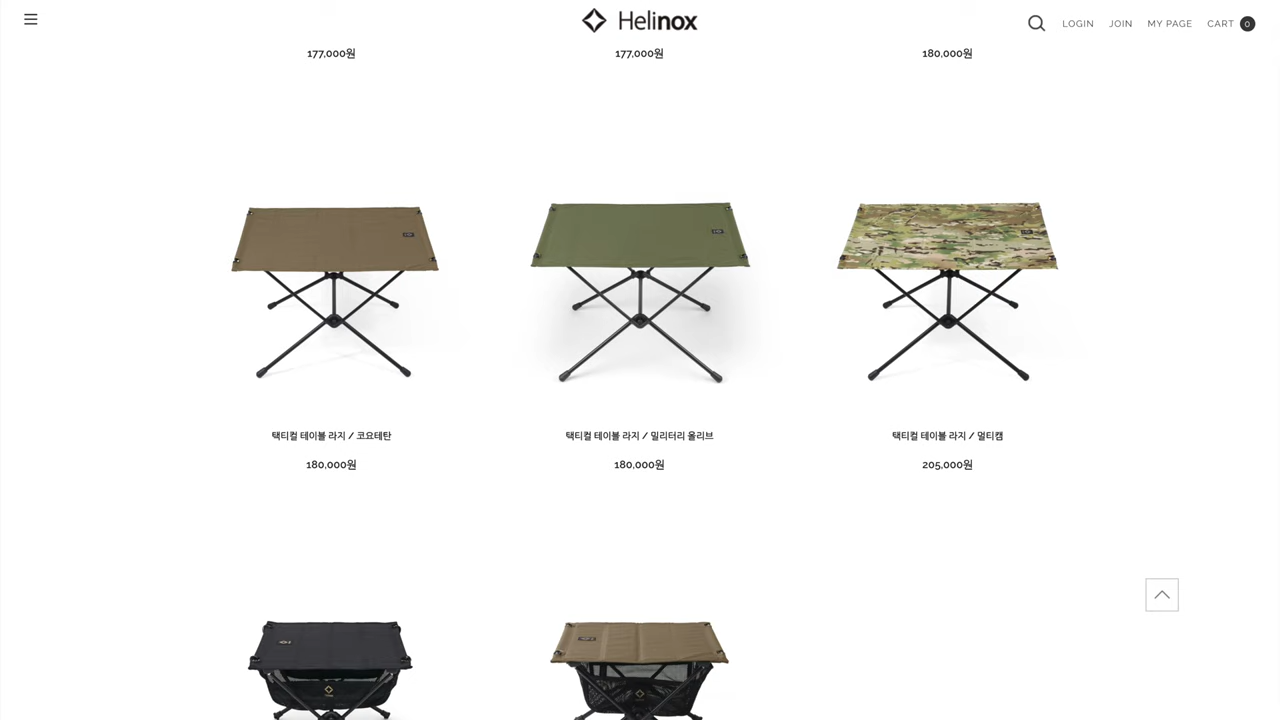 Helinox
LOGIN
JOIN
MY PAGE
CART
0
177,000원
177,000원
180,000원
택티컬 테이블 라지 / 코요테탄
택티컬 테이블 라지 / 밀리터리 올리브
택티컬 테이블 라지 / 멀티캠
180,000원
180,000원
205,000원